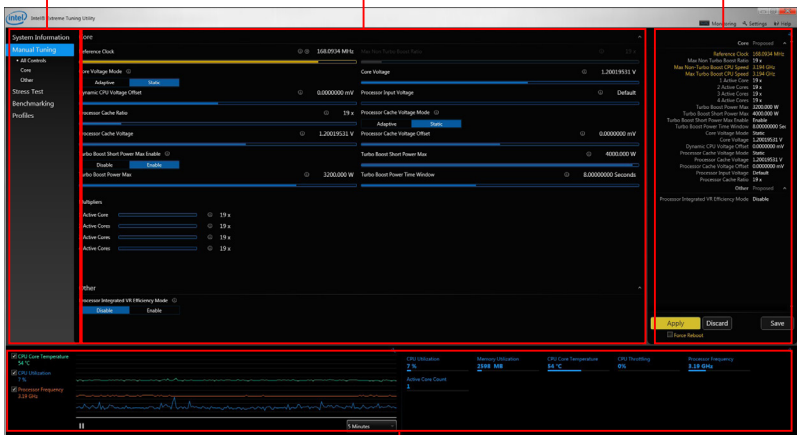 intel Intel® Extreme Tuning Utility
Monitoring Settings Help
System Information
Manual Tuning
All Controls
Core
Other
Stress Test
Benchmarking
Profiles
Core
Reference Clock 168.0934 MHz Max Non Turbo Boost Ratio 19 x
Core Voltage Mode Core Voltage 1.20019531 V
Adaptive Static
Dynamic CPU Voltage Offset 0.0000000 mV Processor Input Voltage Default
Processor Cache Ratio 19 x Processor Cache Voltage Mode
Adaptive Static
Processor Cache Voltage 1.20019531 V Processor Cache Voltage Offset 0.0000000 mV
Turbo Boost Short Power Max Enable Turbo Boost Short Power Max 4000.000 W
Disable Enable
Turbo Boost Power Max 3200.000 W Turbo Boost Power Time Window 8.00000000 Seconds
Multipliers
Active Core 19 x
Active Cores 19 x
Active Cores 19 x
Active Cores 19 x
Other
Processor Integrated VR Efficiency Mode
Disable Enable
Core Proposed
Reference Clock 168.0934 MHz
Max Non Turbo Boost Ratio 19 x
Max Non-Turbo Boost CPU Speed 3.194 GHz
Max Turbo Boost CPU Speed 3.194 GHz
1 Active Core 19 x
2 Active Cores 19 x
3 Active Cores 19 x
4 Active Cores 19 x
Turbo Boost Power Max 3200.000 W
Turbo Boost Short Power Max 4000.000 W
Turbo Boost Short Power Max Enable Enable
Turbo Boost Power Time Window 8.00000000 Sec
Core Voltage Mode Static
Core Voltage 1.20019531 V
Dynamic CPU Voltage Offset 0.0000000 mV
Processor Cache Voltage Mode Static
Processor Cache Voltage 1.20019531 V
Processor Cache Voltage Offset 0.0000000 mV
Processor Input Voltage Default
Processor Cache Ratio 19 x
Other Proposed
Processor Integrated VR Efficiency Mode Disable
Apply Discard Save
Force Reboot
CPU Core Temperature
54 °C
CPU Utilization
7 %
Processor Frequency
3.19 GHz
5 Minutes
CPU Utilization Memory Utilization CPU Core Temperature CPU Throttling Processor Frequency
7 % 2898 MB 54 °C 0% 3.19 GHz
Active Core Count
1